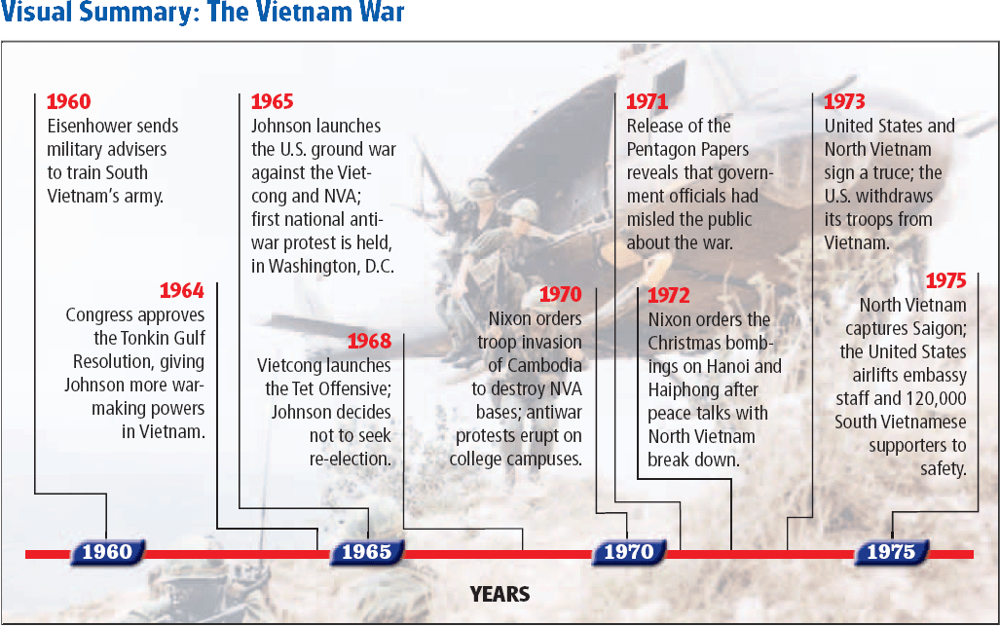 Visual Summary: The Vietnam War
1960
Eisenhower sends
military advisers
to train South
Vietnam's army.
1964
Congress approves
the Tonkin Gulf
Resolution, giving
Johnson more war-
making powers
in Vietnam.
1965
Johnson launches
the U.S. ground war
against the Viet-
cong and NVA;
first national anti-
war protest is held,
in Washington, D.C.
1968
Vietcong launches
the Tet Offensive;
Johnson decides
not to seek
re-election.
1970
Nixon orders
troop invasion
of Cambodia
to destroy NVA
bases; antiwar
protests erupt on
college campuses.
1971
Release of the
Pentagon Papers
reveals that govern-
ment officials had
misled the public
about the war.
1972
Nixon orders the
Christmas bomb-
ings on Hanoi and
Haiphong after
peace talks with
North Vietnam
break down.
1973
United States and
North Vietnam
sign a truce; the
U.S. withdraws
its troops from
Vietnam.
1975
North Vietnam
captures Saigon;
the United States
airlifts embassy
staff and 120,000
South Vietnamese
supporters to
safety.
1960
1965
1970
1975
YEARS